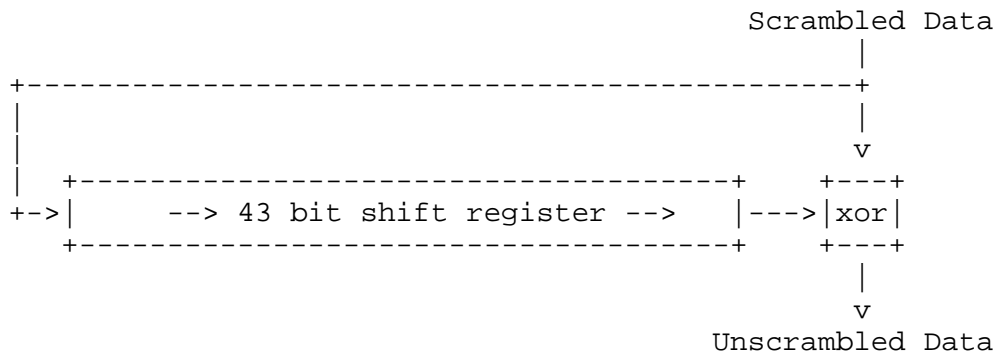 Scrambled Data
|
+-------------------------------------------+
|                                           |
|                                           v
|  +----------------------------------+    +---+
+->|     --> 43 bit shift register -->   |--->|xor|
+----------------------------------+    +---+
|
v
Unscrambled Data